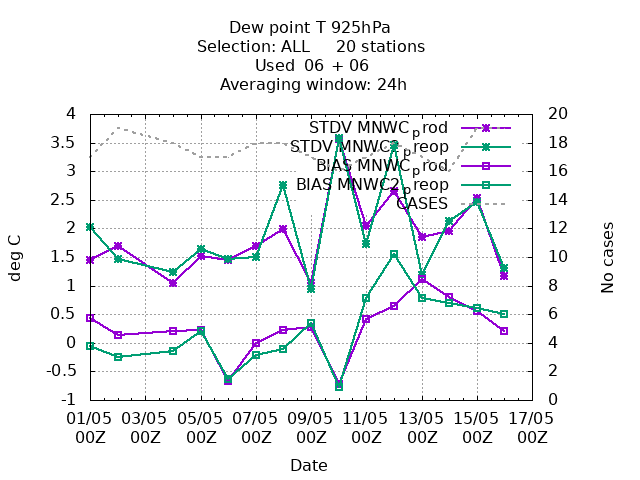 Dew point T 925hPa
Selection: ALL 20 stations
Used 06 + 06
Averaging window: 24h
deg C
No cases
4
3.5
3
2.5
2
1.5
1
0.5
0
-0.5
-1
20
18
16
14
12
10
8
6
4
2
0
STDV MNWC_prod
STDV MNWC2_preop
BIAS MNWC_prod
BIAS MNWC2_preop
CASES
01/05 03/05 05/05 07/05 09/05 11/05 13/05 15/05 17/05
00Z 00Z 00Z 00Z 00Z 00Z 00Z 00Z 00Z
Date